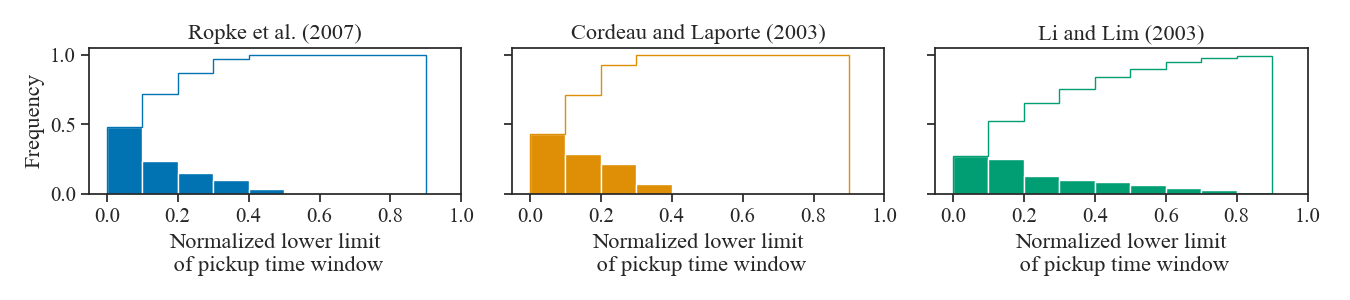 Ropke et al. (2007)
Cordeau and Laporte (2003)
Li and Lim (2003)
Frequency
1.0
0.5
0.0
0.0 0.2 0.4 0.6 0.8 1.0
0.0 0.2 0.4 0.6 0.8 1.0
0.0 0.2 0.4 0.6 0.8 1.0
Normalized lower limit
of pickup time window
Normalized lower limit
of pickup time window
Normalized lower limit
of pickup time window